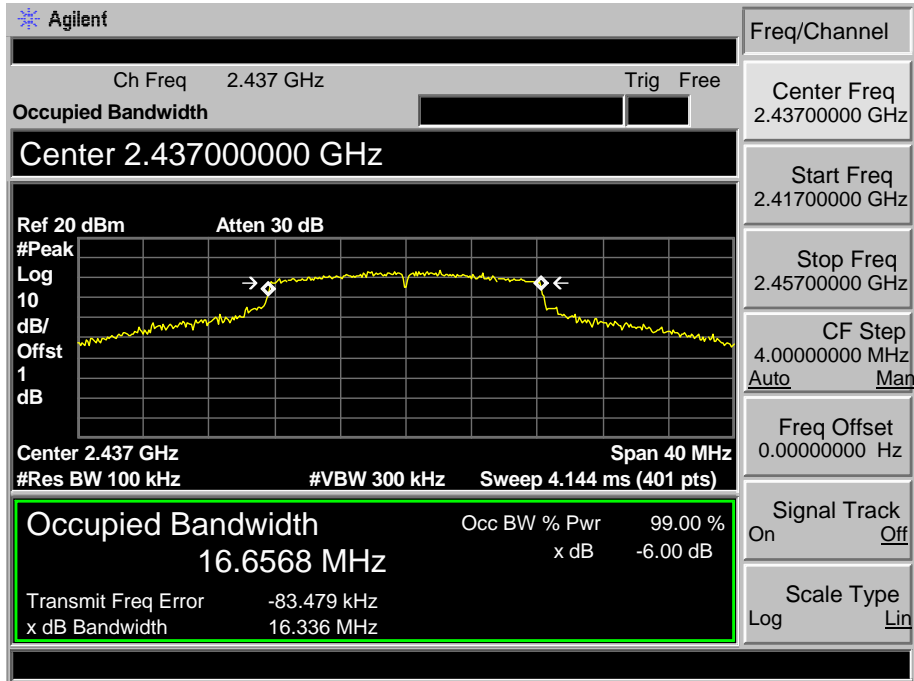 Agilent
Freq/Channel
Ch Freq 2.437 GHz Trig Free
Occupied Bandwidth
Center 2.437000000 GHz
Ref 20 dBm Atten 30 dB
#Peak
Log
10
dB/
Offst
1
dB
Center 2.437 GHz Span 40 MHz
#Res BW 100 kHz #VBW 300 kHz Sweep 4.144 ms (401 pts)
Occupied Bandwidth Occ BW % Pwr 99.00 %
16.6568 MHz x dB -6.00 dB
Transmit Freq Error -83.479 kHz
x dB Bandwidth 16.336 MHz
Center Freq
2.43700000 GHz
Start Freq
2.41700000 GHz
Stop Freq
2.45700000 GHz
CF Step
4.00000000 MHz
Auto Man
Freq Offset
0.00000000 Hz
Signal Track
On Off
Scale Type
Log Lin